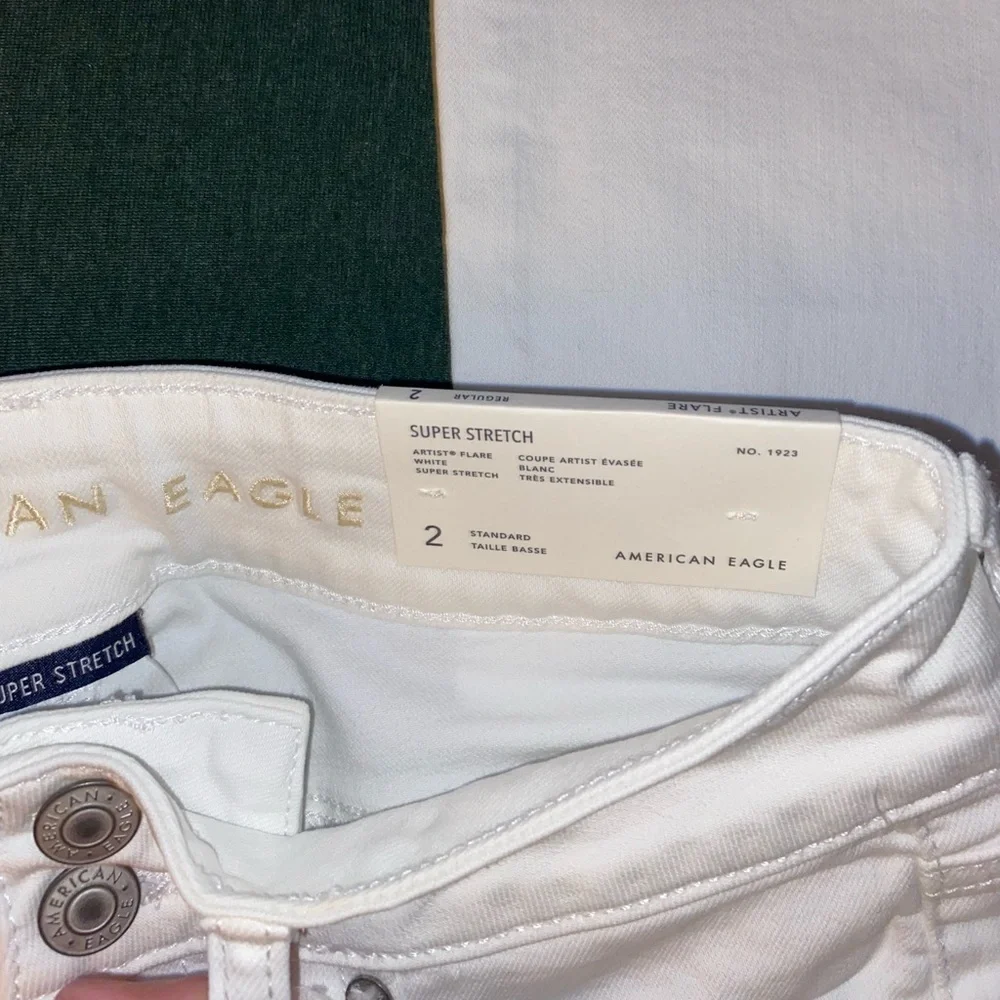 2 REGULAR ARTIST® FLARE
SUPER STRETCH
NO. 1923
ARTIST® FLARE
WHITE
SUPER STRETCH
COUPE ARTIST ÉVASÉE
BLANC
TRÈS EXTENSIBLE
2
STANDARD
TAILLE BASSE
AMERICAN EAGLE
AN EAGLE
UPER STRETCH
AMERICAN • EAGLE •
AMERICAN • EAGLE •